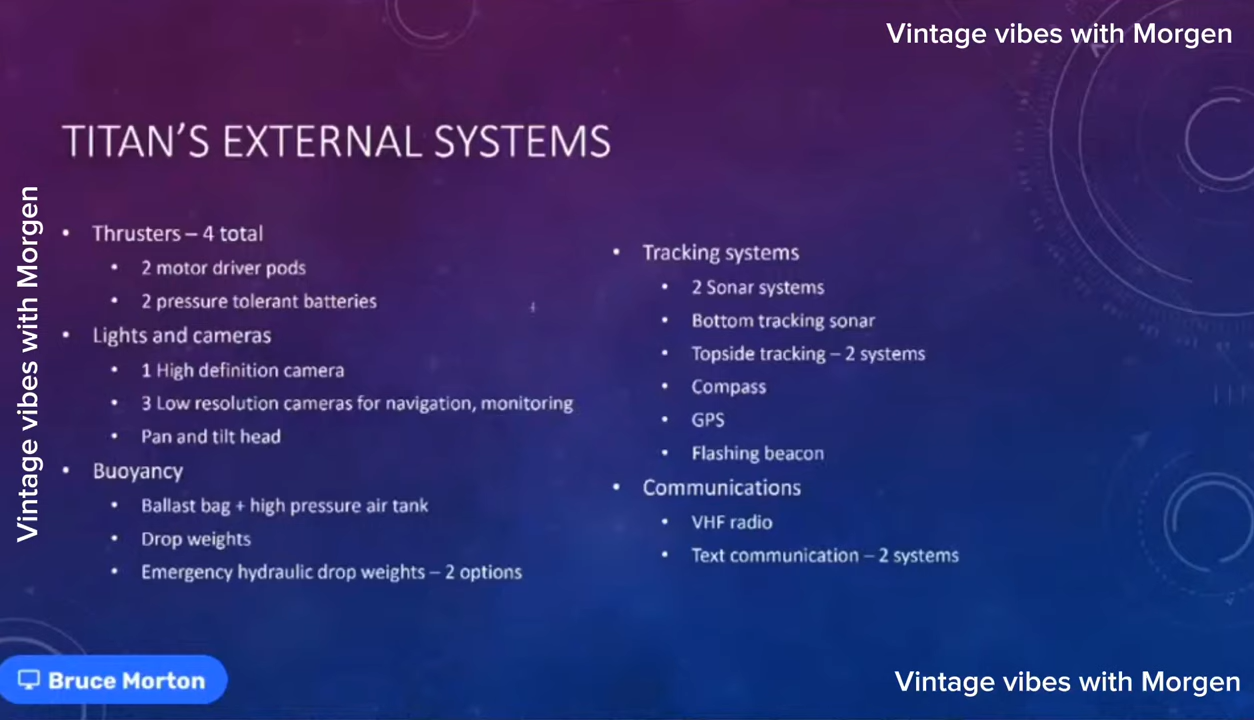 Vintage vibes with Morgen
TITAN'S EXTERNAL SYSTEMS
Vintage vibes with Morgen
• Thrusters – 4 total
• 2 motor driver pods
• 2 pressure tolerant batteries
• Lights and cameras
• 1 High definition camera
• 3 Low resolution cameras for navigation, monitoring
• Pan and tilt head
• Buoyancy
• Ballast bag + high pressure air tank
• Drop weights
• Emergency hydraulic drop weights – 2 options
• Tracking systems
• 2 Sonar systems
• Bottom tracking sonar
• Topside tracking – 2 systems
• Compass
• GPS
• Flashing beacon
• Communications
• VHF radio
• Text communication – 2 systems
Bruce Morton
Vintage vibes with Morgen